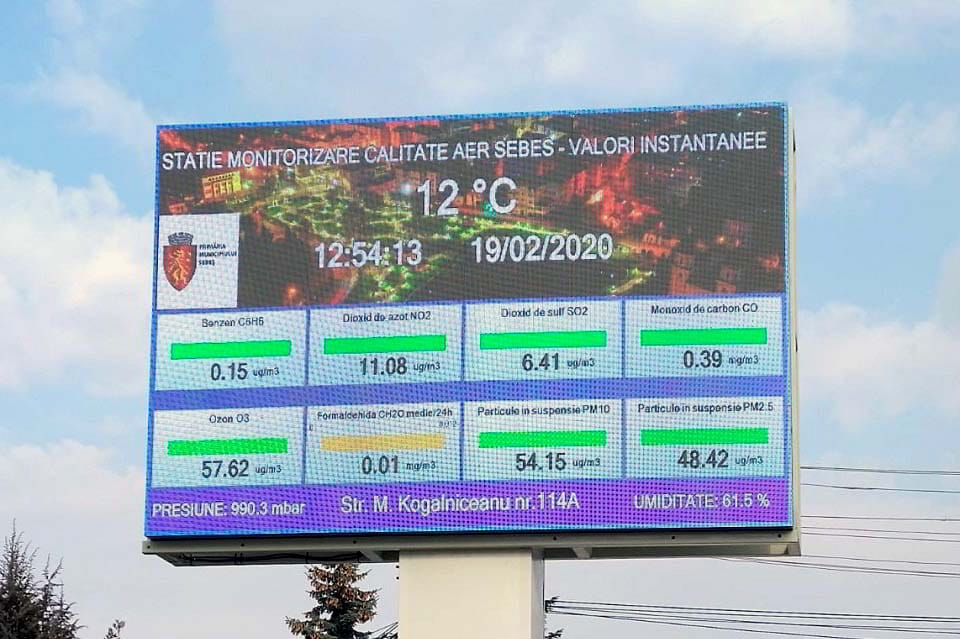 STATIE MONITORIZARE CALITATE AER SEBES - VALORI INSTANTANEE
12 °C
12:54:13 19/02/2020
PRIMĂRIA
MUNICIPIULUI
SEBEȘ
Benzen C6H6
0.15 ug/m3
Dioxid de azot NO2
11.08 ug/m3
Dioxid de sulf SO2
6.41 ug/m3
Monoxid de carbon CO
0.39 mg/m3
Ozon O3
57.62 ug/m3
Formaldehida CH2O medie/24h
0.01 mg/m3
Particule in suspensie PM10
54.15 ug/m3
Particule in suspensie PM2.5
48.42 ug/m3
PRESIUNE: 990.3 mbar
Str. M. Kogalniceanu nr.114A
UMIDITATE: 61.5 %